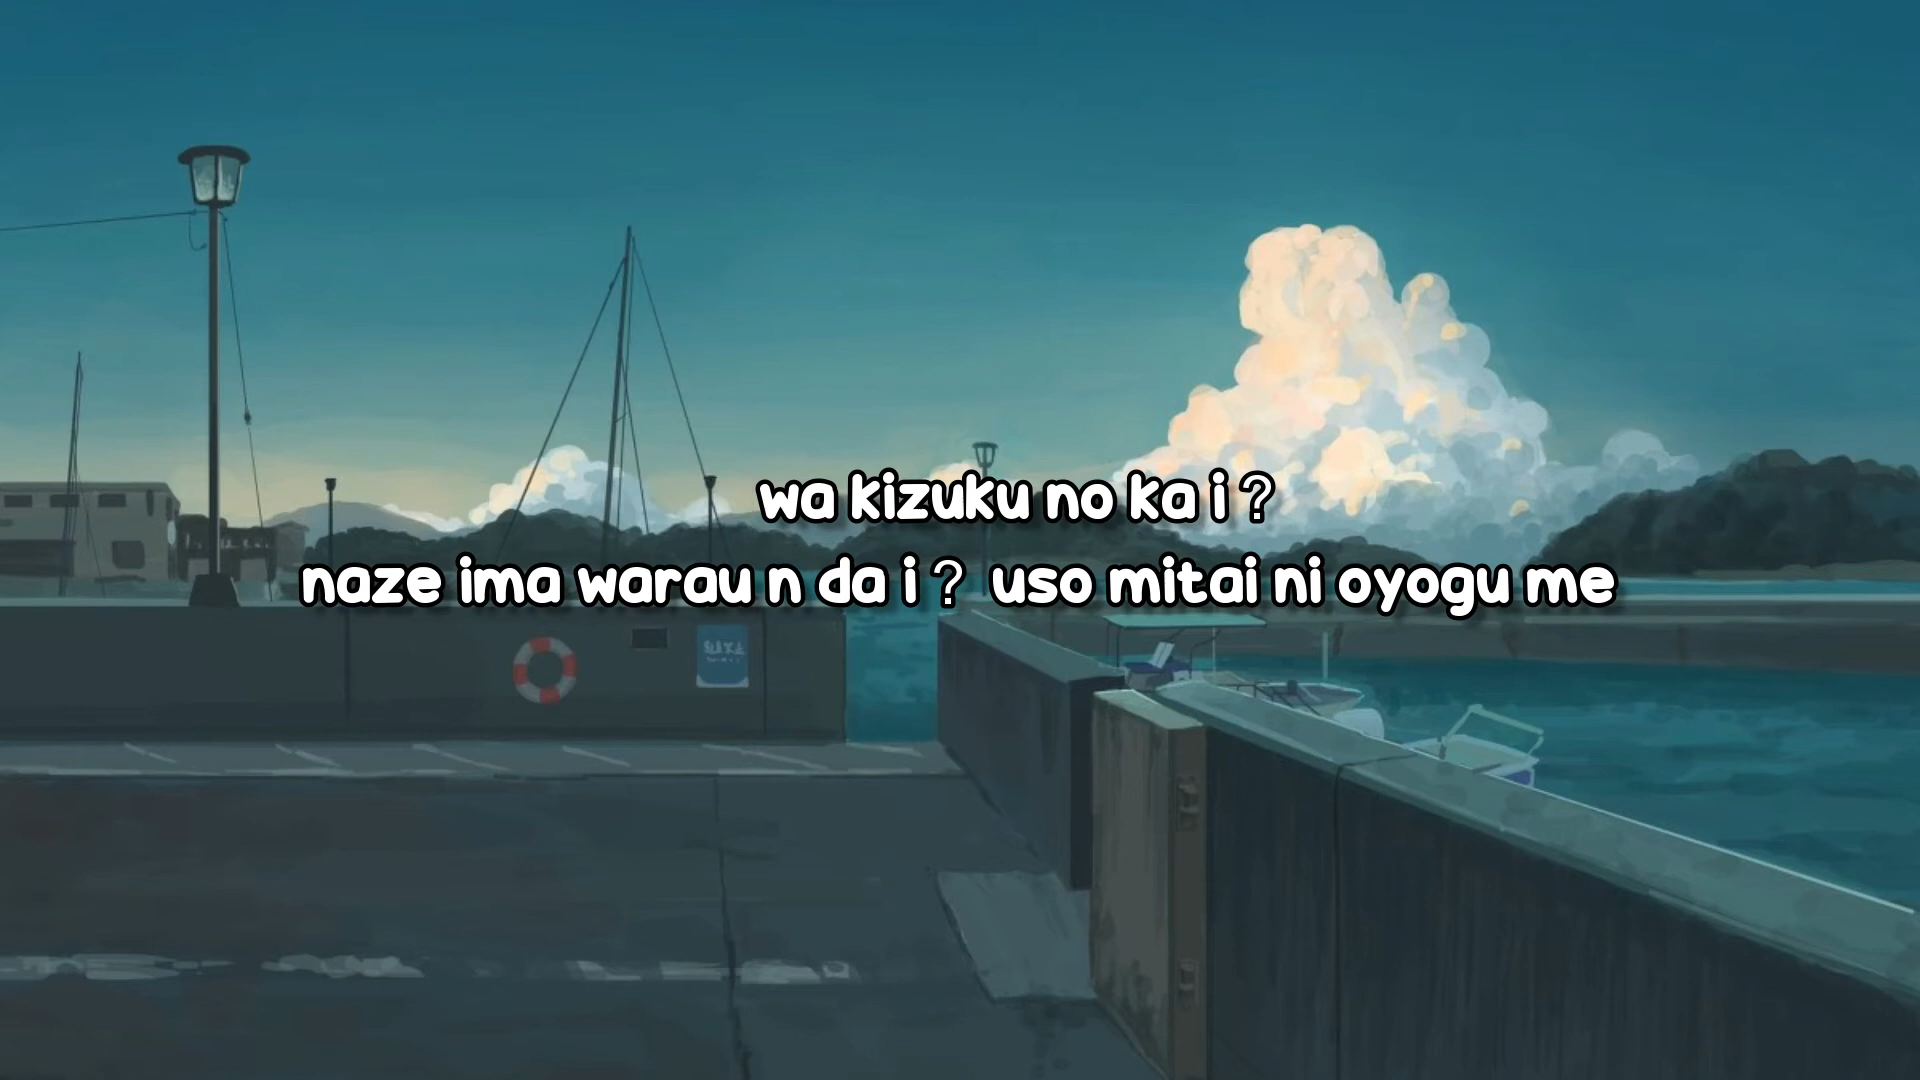 wa kizuku no ka i？
naze ima warau n da i？ uso mitai ni oyogu me